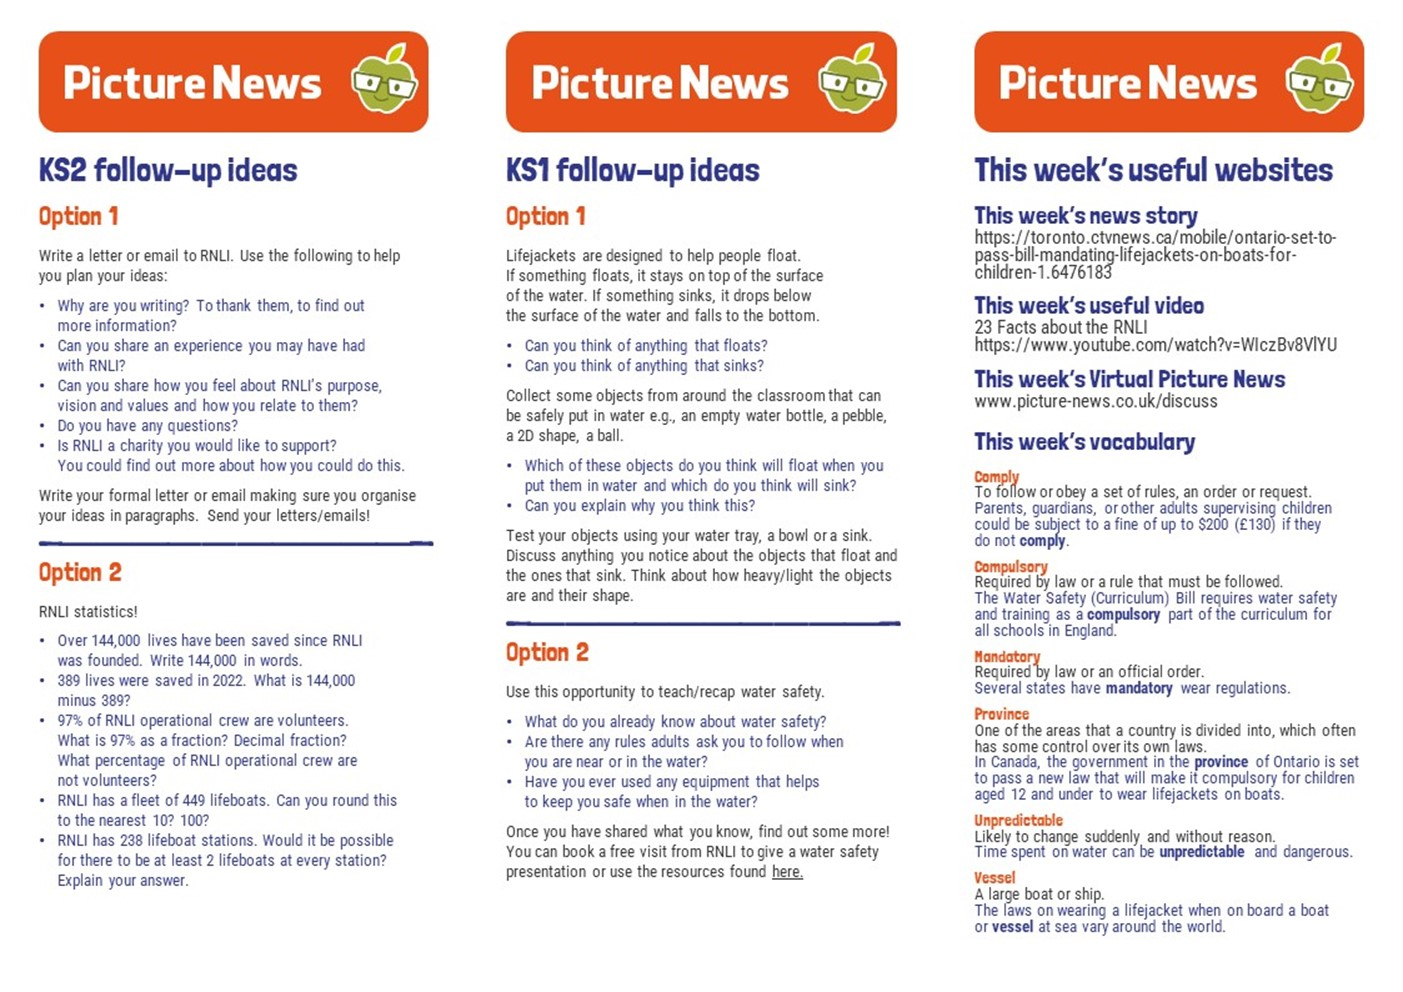 Picture News
KS2 follow-up ideas
Option 1
Write a letter or email to RNLI. Use the following to help
you plan your ideas:
• Why are you writing? To thank them, to find out
more information?
• Can you share an experience you may have had
with RNLI?
• Can you share how you feel about RNLI's purpose,
vision and values and how you relate to them?
• Do you have any questions?
• Is RNLI a charity you would like to support?
You could find out more about how you could do this.
Write your formal letter or email making sure you organise
your ideas in paragraphs. Send your letters/emails!
Option 2
RNLI statistics!
• Over 144,000 lives have been saved since RNLI
was founded. Write 144,000 in words.
• 389 lives were saved in 2022. What is 144,000
minus 389?
• 97% of RNLI operational crew are volunteers.
What is 97% as a fraction? Decimal fraction?
What percentage of RNLI operational crew are
not volunteers?
• RNLI has a fleet of 449 lifeboats. Can you round this
to the nearest 10? 100?
• RNLI has 238 lifeboat stations. Would it be possible
for there to be at least 2 lifeboats at every station?
Explain your answer.
Picture News
KS1 follow-up ideas
Option 1
Lifejackets are designed to help people float.
If something floats, it stays on top of the surface
of the water. If something sinks, it drops below
the surface of the water and falls to the bottom.
• Can you think of anything that floats?
• Can you think of anything that sinks?
Collect some objects from around the classroom that can
be safely put in water e.g., an empty water bottle, a pebble,
a 2D shape, a ball.
• Which of these objects do you think will float when you
put them in water and which do you think will sink?
• Can you explain why you think this?
Test your objects using your water tray, a bowl or a sink.
Discuss anything you notice about the objects that float and
the ones that sink. Think about how heavy/light the objects
are and their shape.
Option 2
Use this opportunity to teach/recap water safety.
• What do you already know about water safety?
• Are there any rules adults ask you to follow when
you are near or in the water?
• Have you ever used any equipment that helps
to keep you safe when in the water?
Once you have shared what you know, find out some more!
You can book a free visit from RNLI to give a water safety
presentation or use the resources found here.
Picture News
This week's useful websites
This week's news story
https://toronto.ctvnews.ca/mobile/ontario-set-to-
pass-bill-mandating-lifejackets-on-boats-for-
children-1.6476183
This week's useful video
23 Facts about the RNLI
https://www.youtube.com/watch?v=WIczBv8VlYU
This week's Virtual Picture News
www.picture-news.co.uk/discuss
This week's vocabulary
Comply
To follow or obey a set of rules, an order or request.
Parents, guardians, or other adults supervising children
could be subject to a fine of up to $200 (£130) if they
do not comply.
Compulsory
Required by law or a rule that must be followed.
The Water Safety (Curriculum) Bill requires water safety
and training as a compulsory part of the curriculum for
all schools in England.
Mandatory
Required by law or an official order.
Several states have mandatory wear regulations.
Province
One of the areas that a country is divided into, which often
has some control over its own laws.
In Canada, the government in the province of Ontario is set
to pass a new law that will make it compulsory for children
aged 12 and under to wear lifejackets on boats.
Unpredictable
Likely to change suddenly and without reason.
Time spent on water can be unpredictable and dangerous.
Vessel
A large boat or ship.
The laws on wearing a lifejacket when on board a boat
or vessel at sea vary around the world.